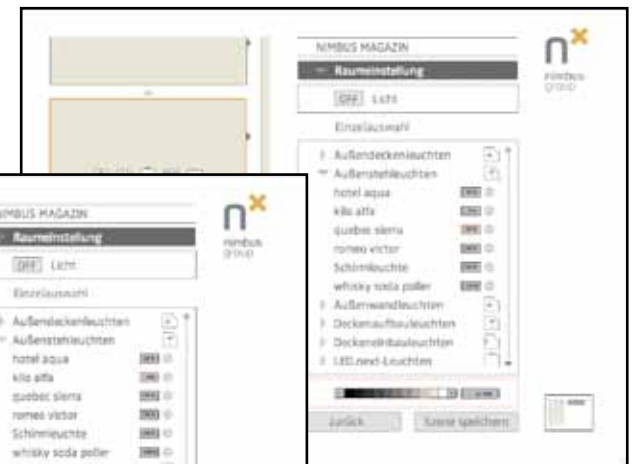 NIMBUS MAGAZIN
Raumeinstellung
OFF Licht
Einzelauswahl
Außendeckenleuchten
Außenstehleuchten
hotel aqua
kilo alfa
quebec sierra
romeo victor
Schirmleuchte
whisky soda poller
Außenwandleuchten
Deckenaufbauleuchten
Deckeneinbauleuchten
LED.next-Leuchten
zurück
Szene speichern
nimbus
group
NIMBUS MAGAZIN
Raumeinstellung
OFF Licht
Einzelauswahl
Außendeckenleuchten
Außenstehleuchten
hotel aqua
kilo alfa
quebec sierra
romeo victor
Schirmleuchte
whisky soda poller
nimbus
group